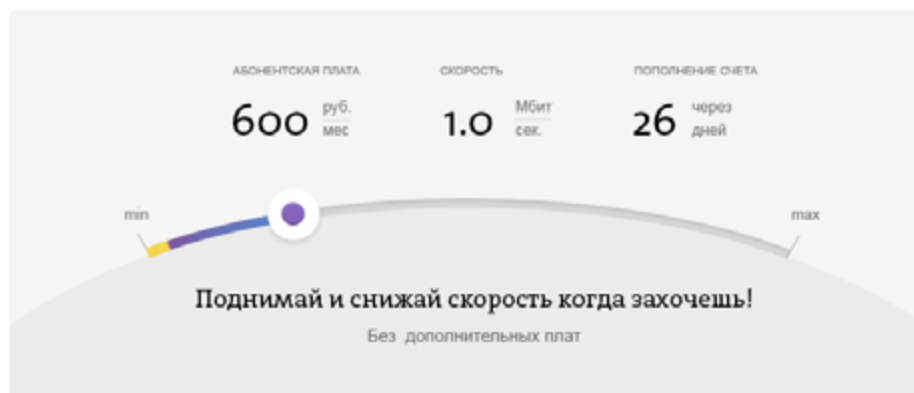 АБОНЕНТСКАЯ ПЛАТА СКОРОСТЬ ПОПОЛНЕНИЕ СЧЕТА
600 руб. мес 1.0 Мбит сек. 26 через дней
min max
Поднимай и снижай скорость когда захочешь!
Без дополнительных плат